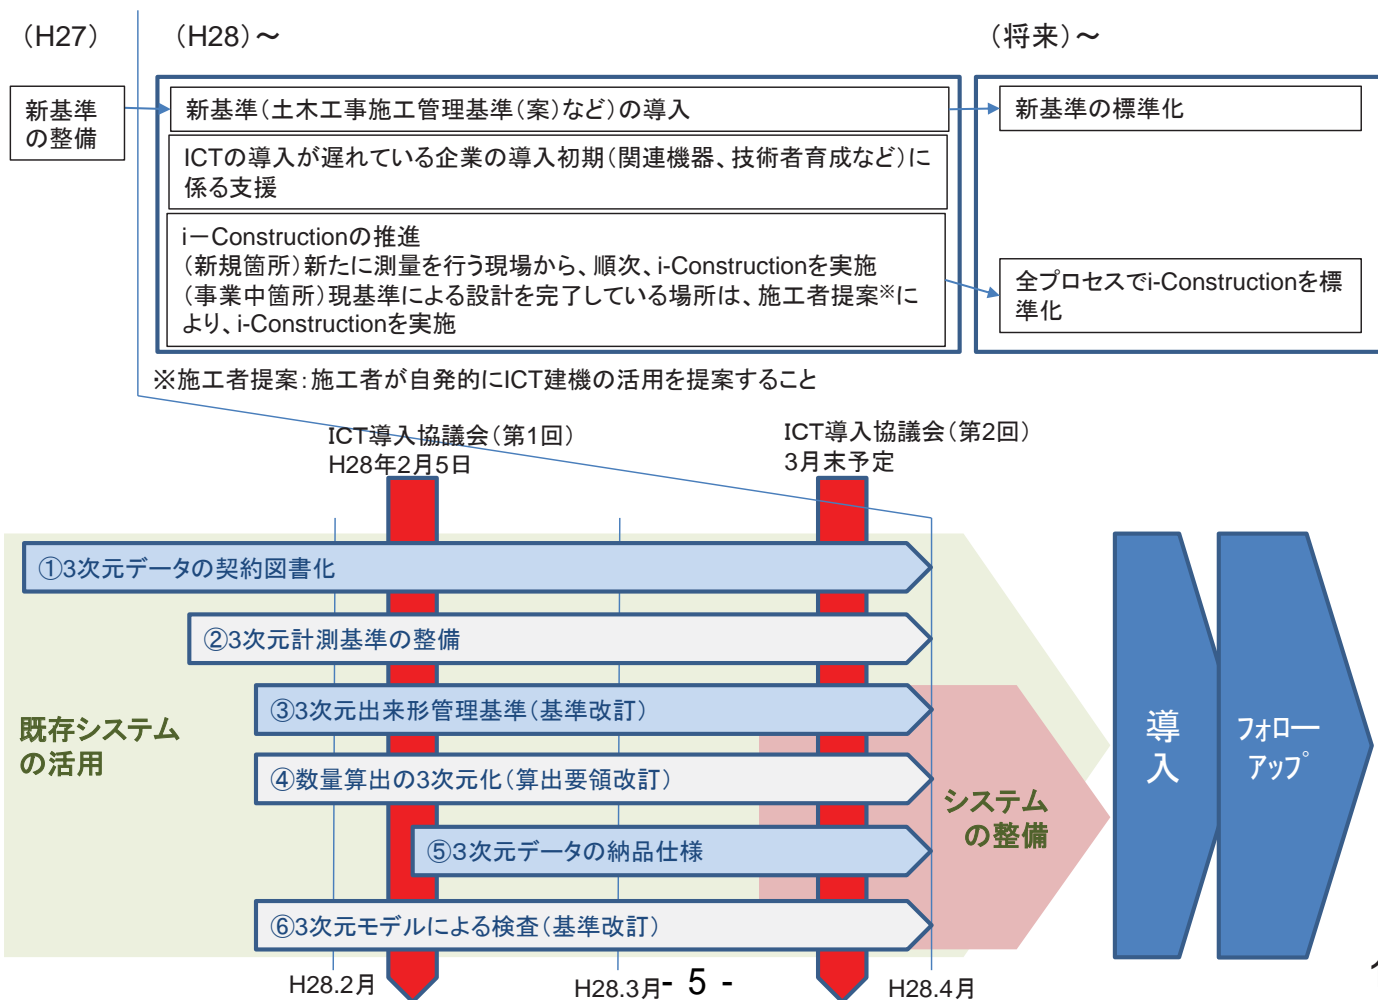 (H27)
(H28)～
(将来)～
新基準
の整備
新基準(土木工事施工管理基準(案)など)の導入
新基準の標準化
ICTの導入が遅れている企業の導入初期(関連機器、技術者育成など)に
係る支援
i－Constructionの推進
(新規箇所)新たに測量を行う現場から、順次、i-Constructionを実施
(事業中箇所)現基準による設計を完了している場所は、施工者提案※に
より、i-Constructionを実施
全プロセスでi-Constructionを標
準化
※施工者提案：施工者が自発的にICT建機の活用を提案すること
ICT導入協議会(第1回)
H28年2月5日
ICT導入協議会(第2回)
3月末予定
①3次元データの契約図書化
②3次元計測基準の整備
③3次元出来形管理基準(基準改訂)
④数量算出の3次元化(算出要領改訂)
⑤3次元データの納品仕様
⑥3次元モデルによる検査(基準改訂)
既存システム
の活用
システム
の整備
導
入
フォロー
アップ
H28.2月
H28.3月
- 5 -
H28.4月